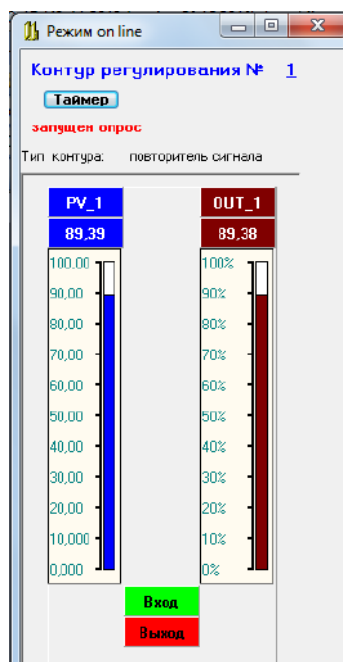 Режим on line
Контур регулирования № 1
Таймер
запущен опрос
Тип контура: повторитель сигнала
PV_1 OUT_1
89,39 89,38
100,00 100%
90,00 90%
80,00 80%
70,00 70%
60,00 60%
50,00 50%
40,00 40%
30,00 30%
20,00 20%
10,000 10%
0,000 0%
Вход
Выход